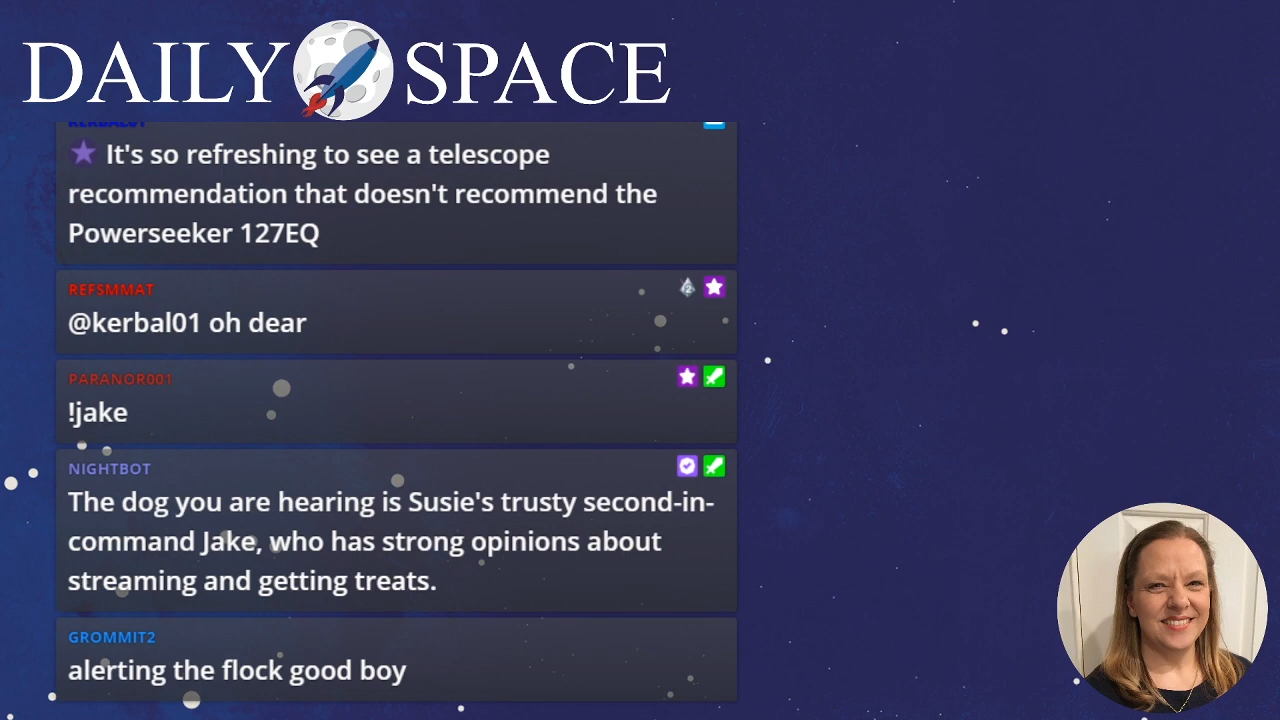 DAILY SPACE
KERBAL01
It's so refreshing to see a telescope
recommendation that doesn't recommend the
Powerseeker 127EQ
REFSMMAT
2
@kerbal01 oh dear
PARANOR001
!jake
NIGHTBOT
The dog you are hearing is Susie's trusty second-in-
command Jake, who has strong opinions about
streaming and getting treats.
GROMMIT2
alerting the flock good boy